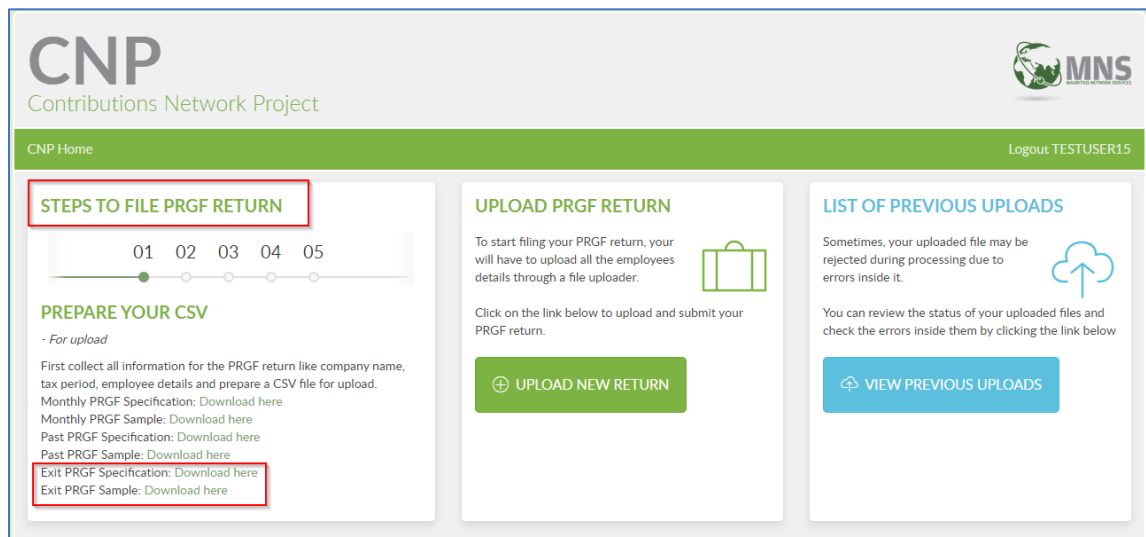 CNP
Contributions Network Project
MNS
MAURITIUS NETWORK SERVICES
CNP Home
Logout TESTUSER15
STEPS TO FILE PRGF RETURN
01 02 03 04 05
PREPARE YOUR CSV
- For upload
First collect all information for the PRGF return like company name,
tax period, employee details and prepare a CSV file for upload.
Monthly PRGF Specification: Download here
Monthly PRGF Sample: Download here
Past PRGF Specification: Download here
Past PRGF Sample: Download here
Exit PRGF Specification: Download here
Exit PRGF Sample: Download here
UPLOAD PRGF RETURN
To start filing your PRGF return, your
will have to upload all the employees
details through a file uploader.
Click on the link below to upload and submit your
PRGF return.
UPLOAD NEW RETURN
LIST OF PREVIOUS UPLOADS
Sometimes, your uploaded file may be
rejected during processing due to
errors inside it.
You can review the status of your uploaded files and
check the errors inside them by clicking the link below
VIEW PREVIOUS UPLOADS